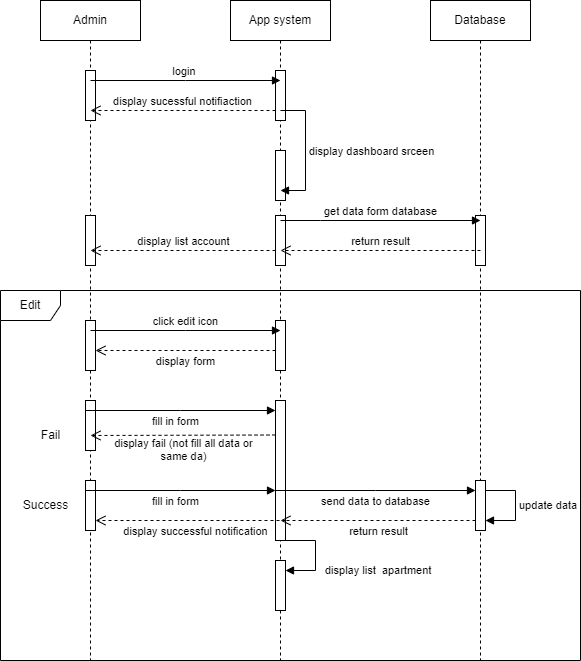 Admin
App system
Database
login
display sucessful notifiaction
display dashboard srceen
get data form database
display list account
return result
Edit
click edit icon
display form
Fail
fill in form
display fail (not fill all data or
same da)
Success
fill in form
send data to database
update data
display successful notification
return result
display list  apartment